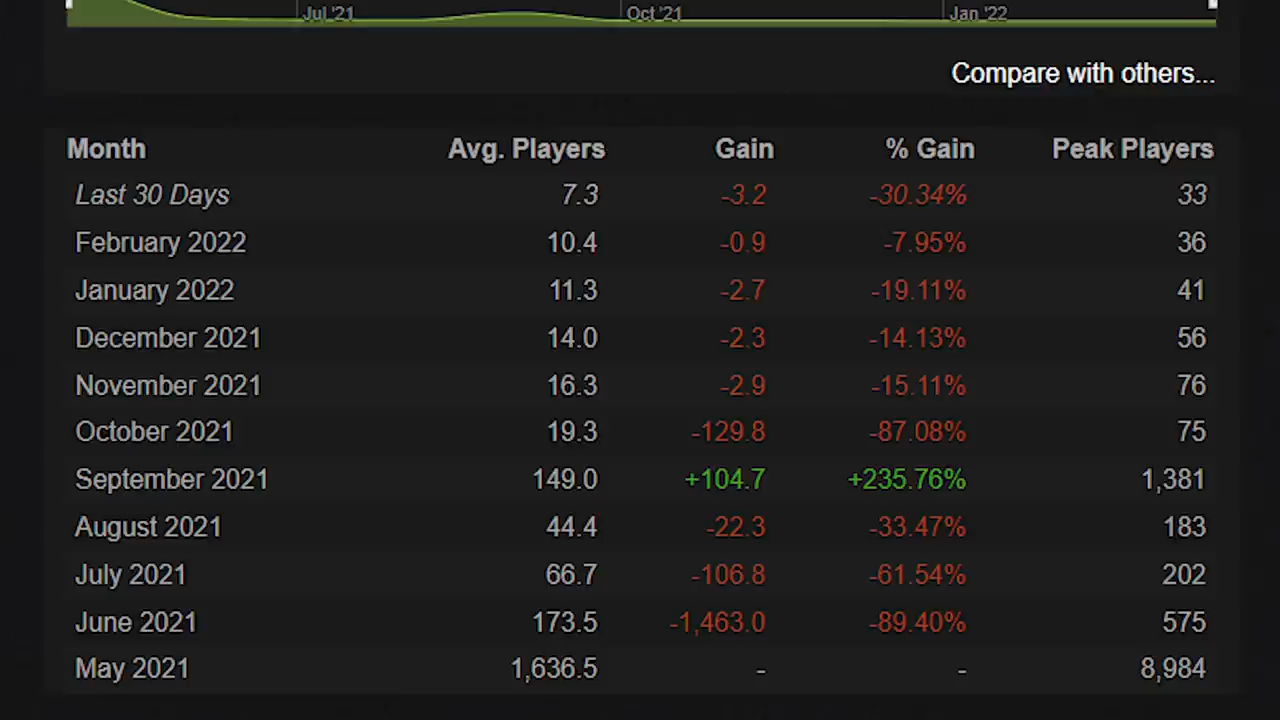 Jul '21 Oct '21 Jan '22
Compare with others...
Month Avg. Players Gain % Gain Peak Players
Last 30 Days 7.3 -3.2 -30.34% 33
February 2022 10.4 -0.9 -7.95% 36
January 2022 11.3 -2.7 -19.11% 41
December 2021 14.0 -2.3 -14.13% 56
November 2021 16.3 -2.9 -15.11% 76
October 2021 19.3 -129.8 -87.08% 75
September 2021 149.0 +104.7 +235.76% 1,381
August 2021 44.4 -22.3 -33.47% 183
July 2021 66.7 -106.8 -61.54% 202
June 2021 173.5 -1,463.0 -89.40% 575
May 2021 1,636.5 - - 8,984